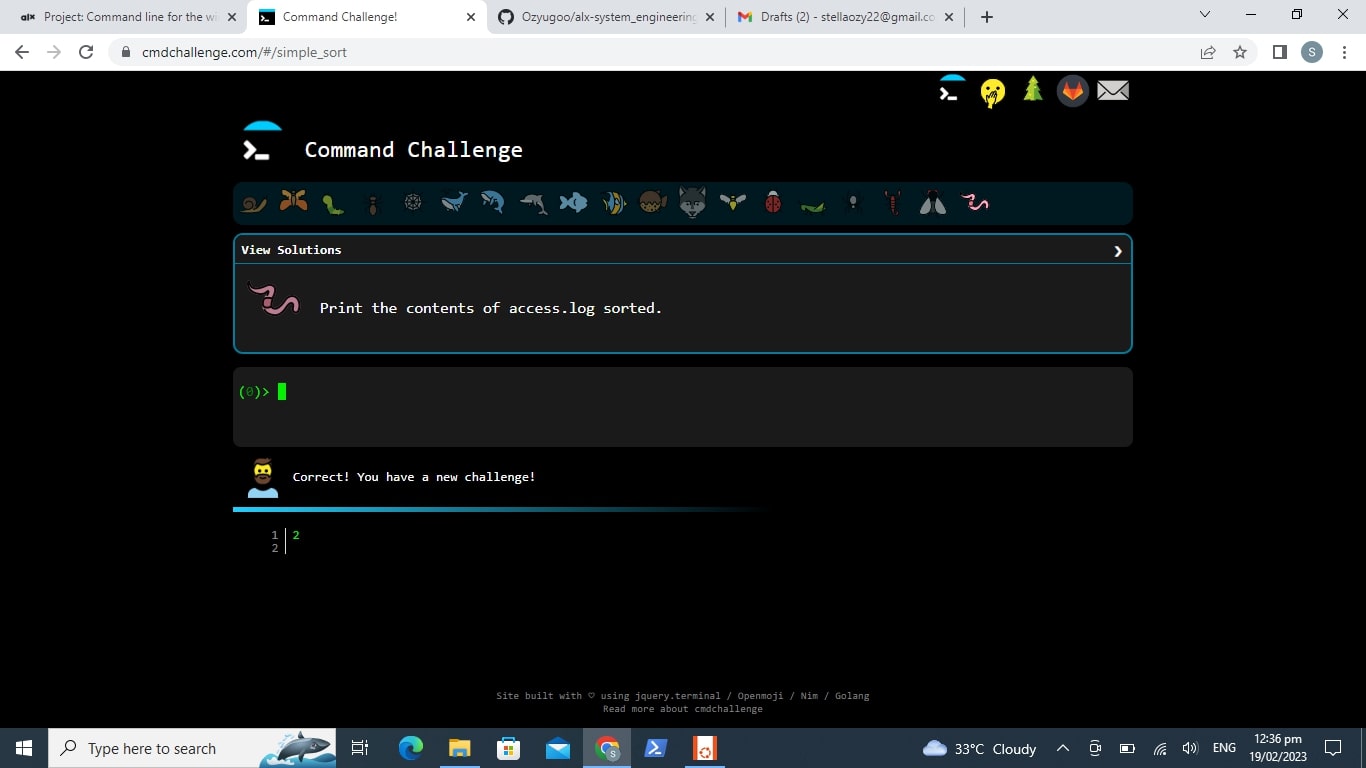 alx Project: Command line for the wi
Command Challenge!
Ozyugoo/alx-system_engineering
Drafts (2) - stellaozy22@gmail.co
cmdchallenge.com/#/simple_sort
S
Command Challenge
View Solutions
Print the contents of access.log sorted.
(0)>
Correct! You have a new challenge!
1 2
2
Site built with ♡ using jquery.terminal / Openmoji / Nim / Golang
Read more about cmdchallenge
Type here to search
S
33°C Cloudy
ENG
12:36 pm
19/02/2023